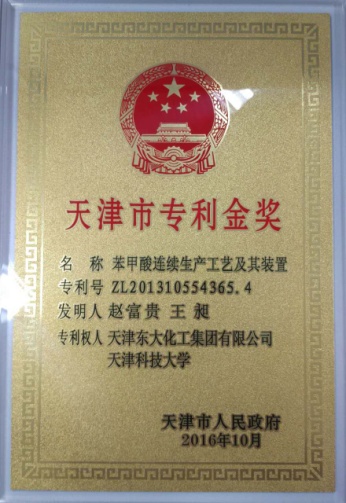 天津市专利金奖
名 称 苯甲酸连续生产工艺及其装置
专利号 ZL201310554365.4
发明人 赵富贵 王昶
专利权人 天津东大化工集团有限公司
天津科技大学
天津市人民政府
2016年10月